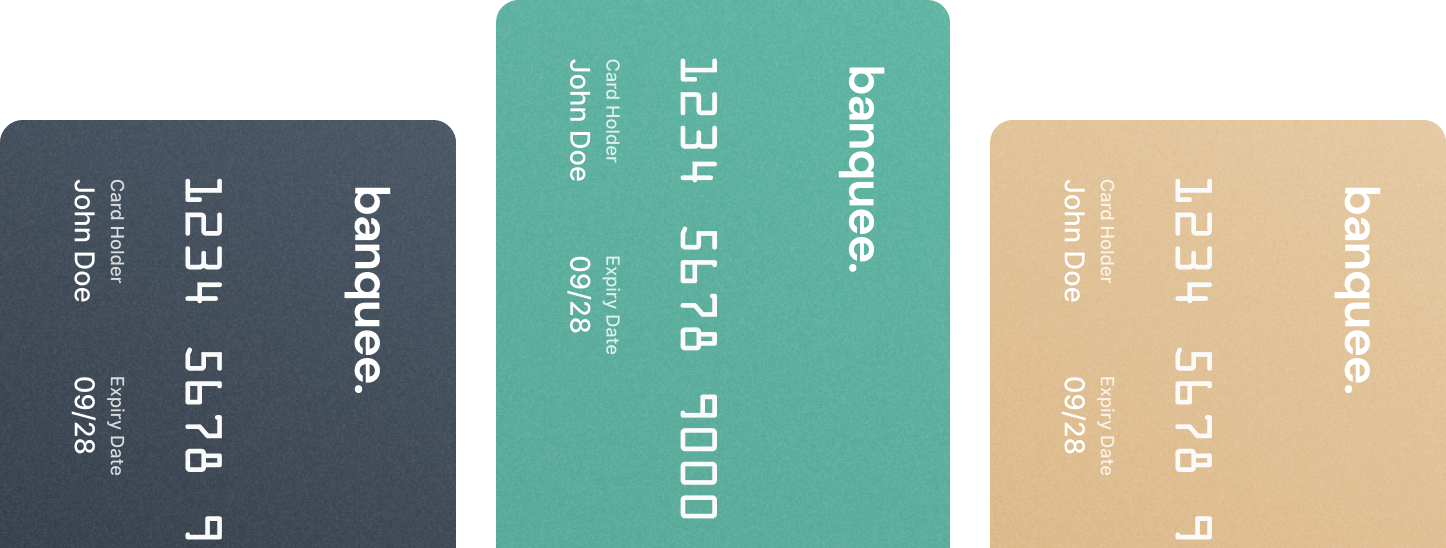 banquee.
1234 5678 9
Card Holder Expiry Date
John Doe 09/28
banquee.
1234 5678 9000
Card Holder Expiry Date
John Doe 09/28
banquee.
1234 5678 9
Card Holder Expiry Date
John Doe 09/28